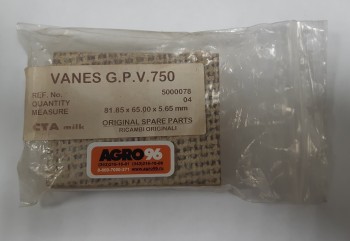 VANES G.P.V.750
REF. No. 5000078
QUANTITY 04
MEASURE 81.85 x 65.00 x 5.65 mm
CTA ORIGINAL SPARE PARTS
RICAMBI ORIGINALI
AGRO96